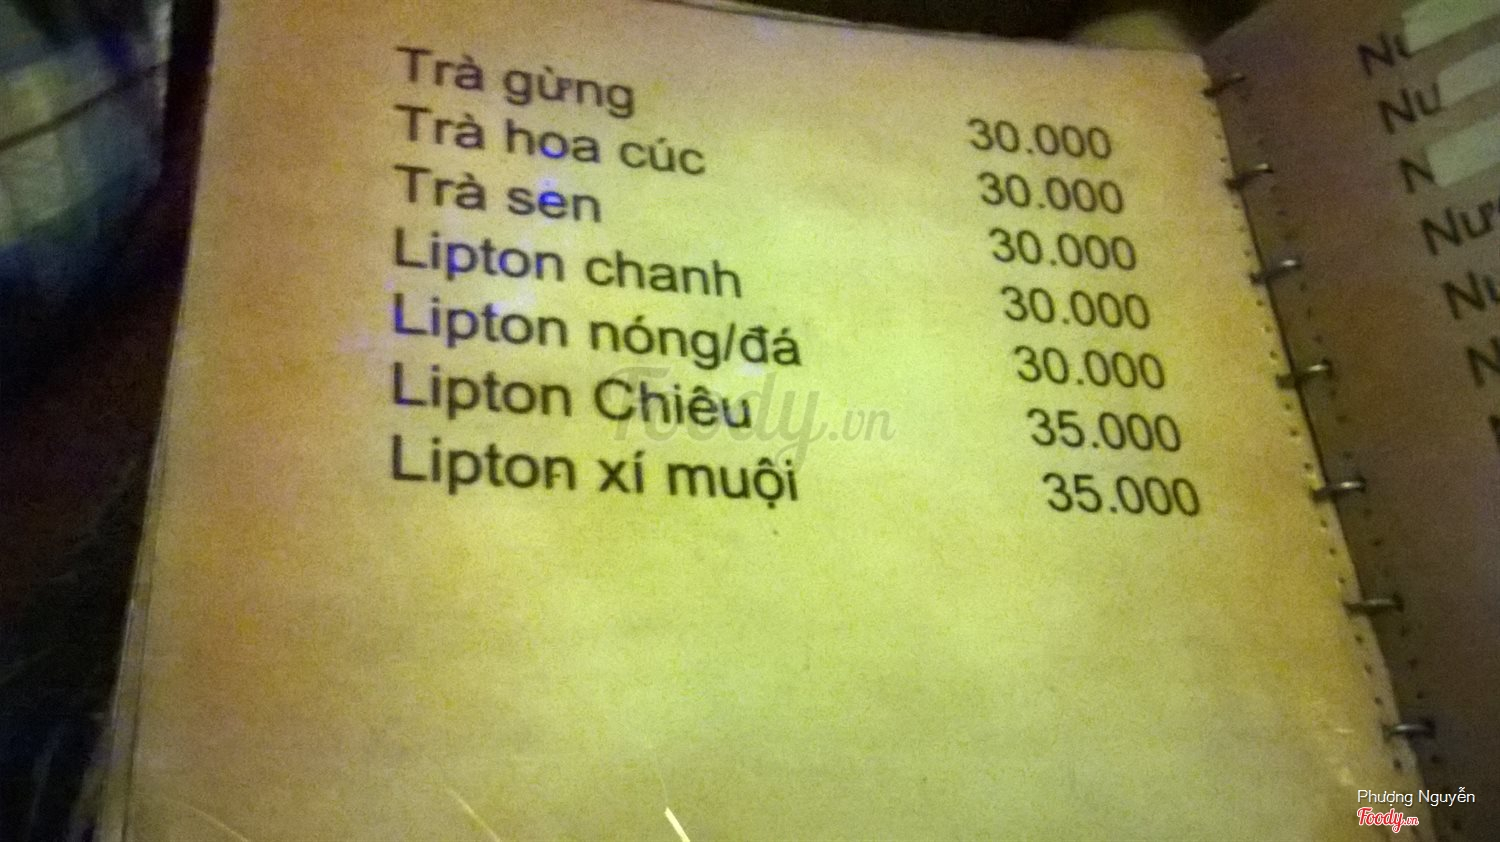 Trà gừng 30.000
Trà hoa cúc 30.000
Trà sen 30.000
Lipton chanh 30.000
Lipton nóng/đá 30.000
Lipton Chiêu 35.000
Lipton xí muội 35.000
Foody.vn
Phượng Nguyễn
Foody.vn